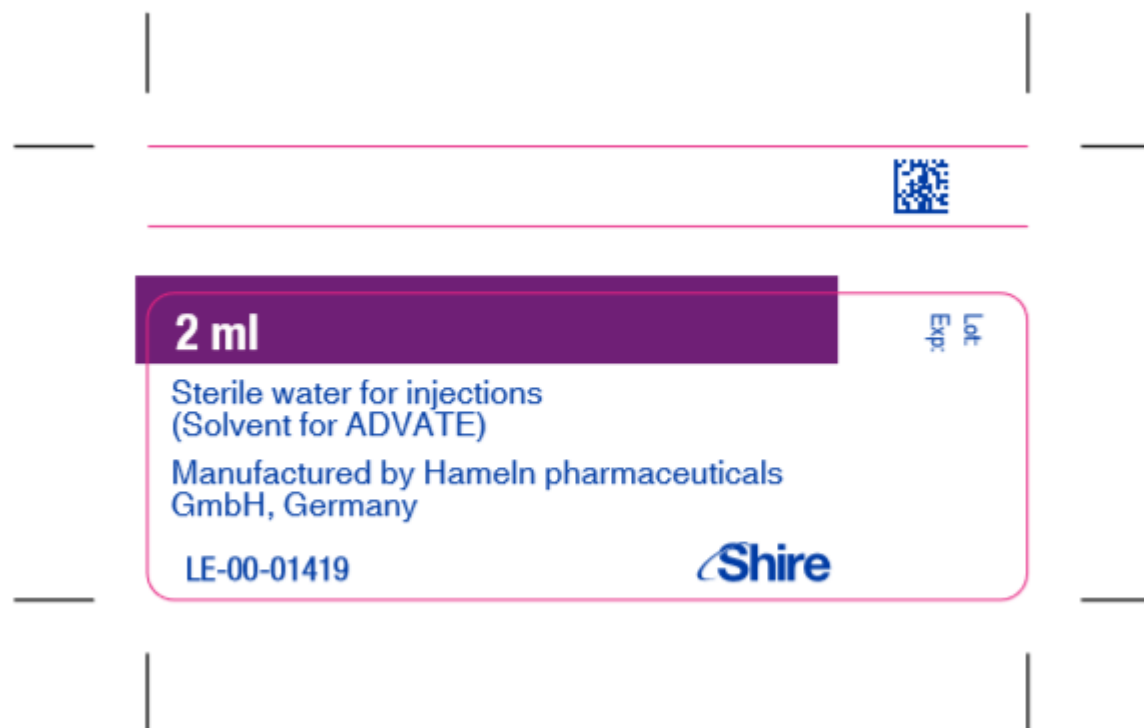 2 ml
Lot:
Exp:
Sterile water for injections
(Solvent for ADVATE)
Manufactured by Hameln pharmaceuticals
GmbH, Germany
LE-00-01419
Shire